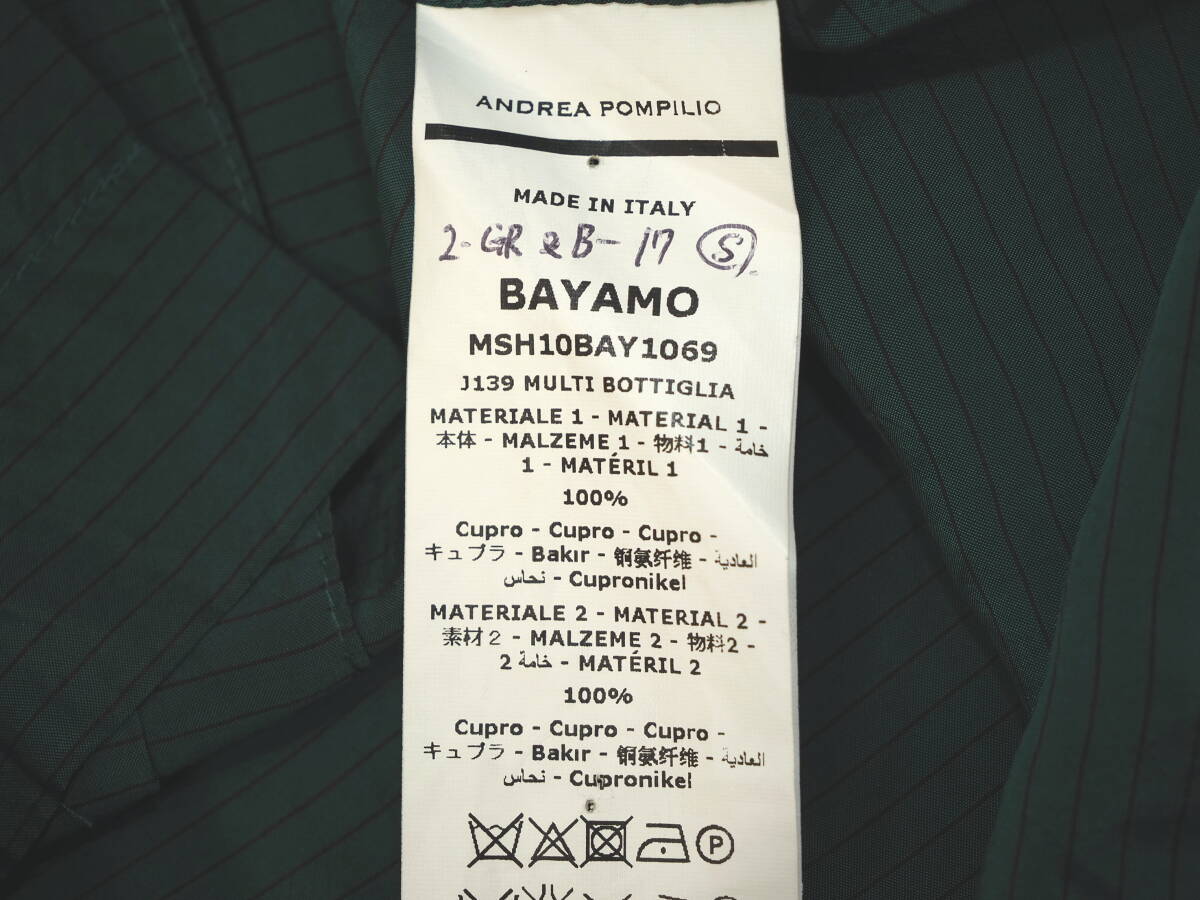 ANDREA POMPILIO
MADE IN ITALY
2-GR & B-17 (S)
BAYAMO
MSH10BAY1069
J139 MULTI BOTTIGLIA
MATERIALE 1 - MATERIAL 1 -
本体 - MALZEME 1 - 物料1 - خامة
1 - MATÉRIL 1
100%
Cupro - Cupro - Cupro -
キュプラ - Bakır - 铜氨纤维 - العادية
نحاس - Cupronikel
MATERIALE 2 - MATERIAL 2 -
素材２ - MALZEME 2 - 物料2 -
2 خامة - MATÉRIL 2
100%
Cupro - Cupro - Cupro -
キュプラ - Bakır - 铜氨纤维 - العادية
نحاس - Cupronikel
P